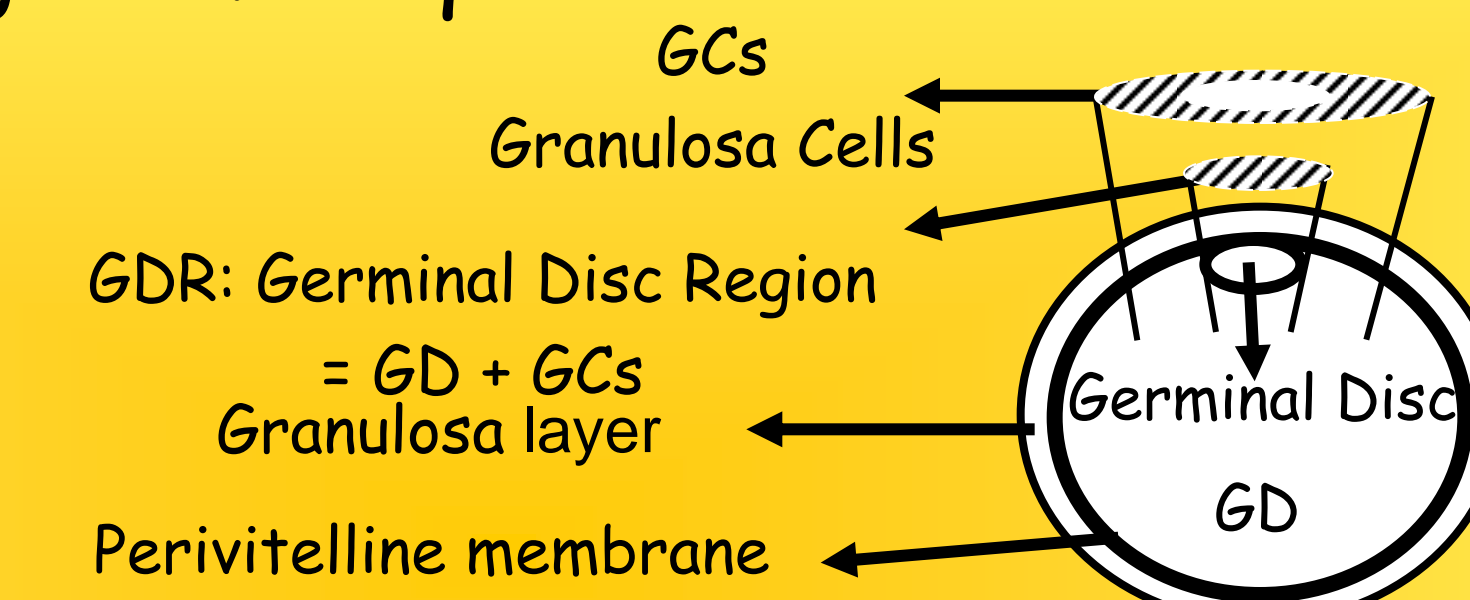 GCs
Granulosa Cells
GDR: Germinal Disc Region
= GD + GCs
Granulosa layer
Perivitelline membrane
Germinal Disc
GD